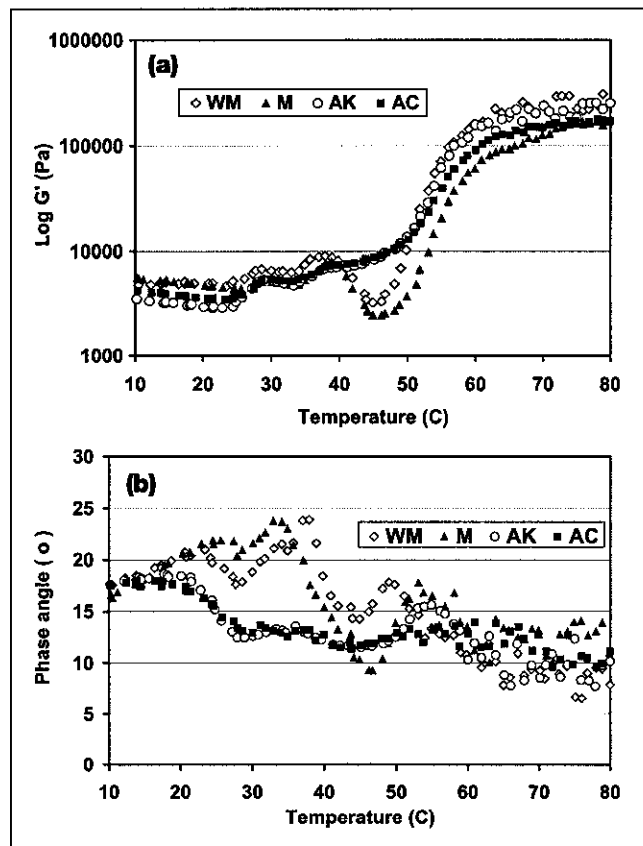 (a)
1000000
100000
10000
1000
Log G' (Pa)
WM M AK AC
10 20 30 40 50 60 70 80
Temperature (C)
(b)
30
25
20
15
10
5
0
Phase angle ( o )
WM M AK AC
10 20 30 40 50 60 70 80
Temperature (C)